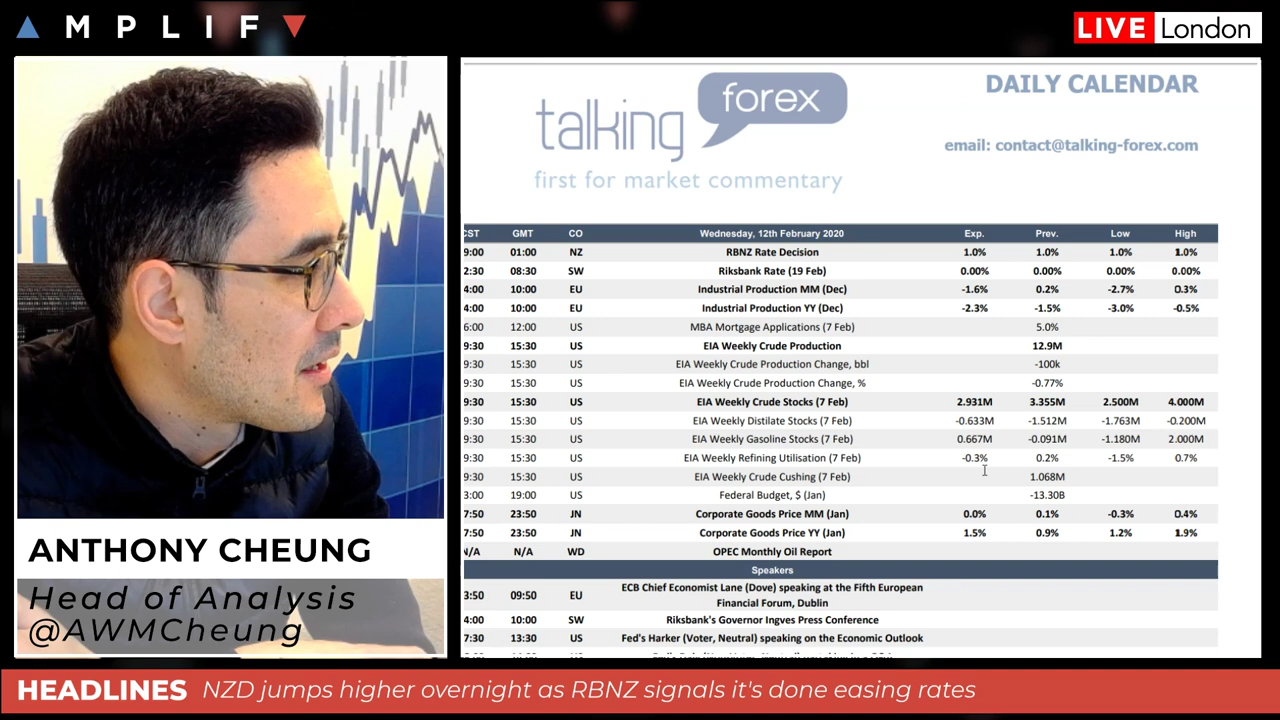 AMPLIFY
LIVE London
talking forex
first for market commentary
DAILY CALENDAR
email: contact@talking-forex.com
CST GMT CO Wednesday, 12th February 2020 Exp. Prev. Low High
9:00 01:00 NZ RBNZ Rate Decision 1.0% 1.0% 1.0% 1.0%
2:30 08:30 SW Riksbank Rate (19 Feb) 0.00% 0.00% 0.00% 0.00%
4:00 10:00 EU Industrial Production MM (Dec) -1.6% 0.2% -2.7% 0.3%
4:00 10:00 EU Industrial Production YY (Dec) -2.3% -1.5% -3.0% -0.5%
6:00 12:00 US MBA Mortgage Applications (7 Feb) 5.0%
9:30 15:30 US EIA Weekly Crude Production 12.9M
9:30 15:30 US EIA Weekly Crude Production Change, bbl -100k
9:30 15:30 US EIA Weekly Crude Production Change, % -0.77%
9:30 15:30 US EIA Weekly Crude Stocks (7 Feb) 2.931M 3.355M 2.500M 4.000M
9:30 15:30 US EIA Weekly Distilate Stocks (7 Feb) -0.633M -1.512M -1.763M -0.200M
9:30 15:30 US EIA Weekly Gasoline Stocks (7 Feb) 0.667M -0.091M -1.180M 2.000M
9:30 15:30 US EIA Weekly Refining Utilisation (7 Feb) -0.3% 0.2% -1.5% 0.7%
9:30 15:30 US EIA Weekly Crude Cushing (7 Feb) 1.068M
3:00 19:00 US Federal Budget, $ (Jan) -13.30B
7:50 23:50 JN Corporate Goods Price MM (Jan) 0.0% 0.1% -0.3% 0.4%
7:50 23:50 JN Corporate Goods Price YY (Jan) 1.5% 0.9% 1.2% 1.9%
N/A N/A WD OPEC Monthly Oil Report
Speakers
3:50 09:50 EU ECB Chief Economist Lane (Dove) speaking at the Fifth European
Financial Forum, Dublin
4:00 10:00 SW Riksbank's Governor Ingves Press Conference
7:30 13:30 US Fed's Harker (Voter, Neutral) speaking on the Economic Outlook
ANTHONY CHEUNG
Head of Analysis
@AWMCheung
HEADLINES NZD jumps higher overnight as RBNZ signals it's done easing rates